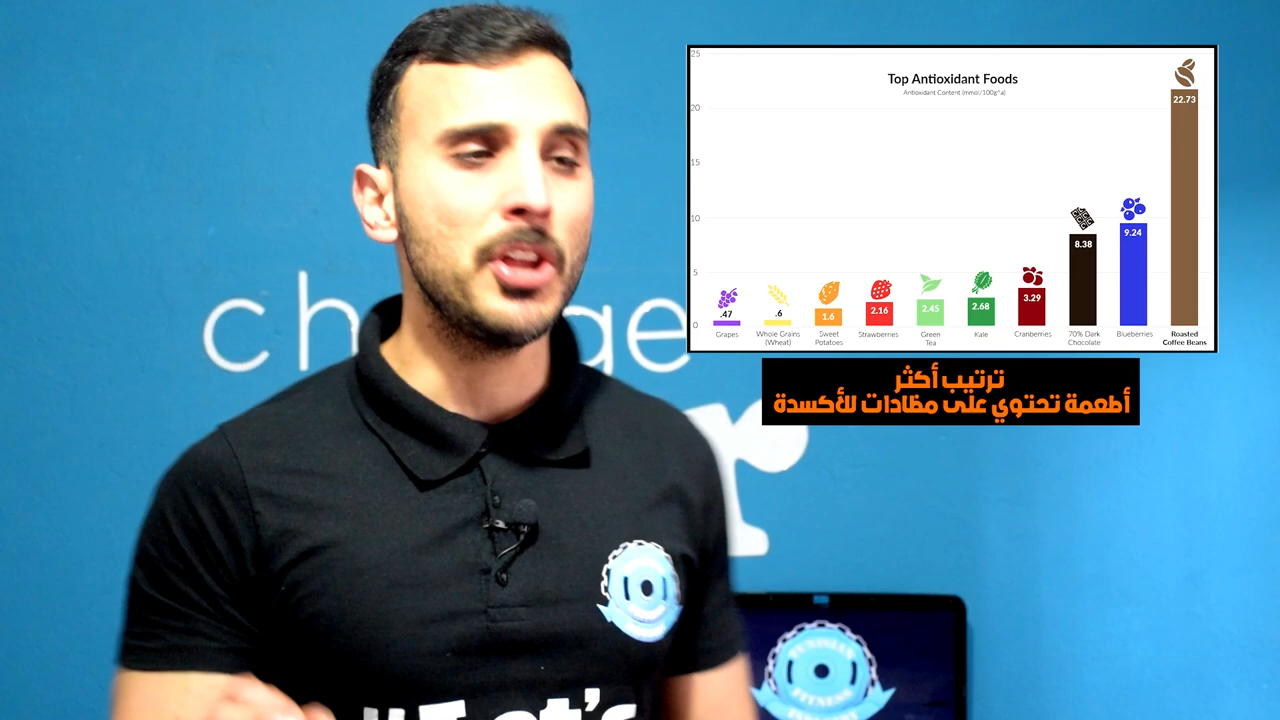 25
Top Antioxidant Foods
Antioxidant Content (mmol/100g^a)
20
15
10
5
0
22.73
9.24
8.38
3.29
2.68
2.45
2.16
1.6
.6
.47
Grapes
Whole Grains
(Wheat)
Sweet
Potatoes
Strawberries
Green
Tea
Kale
Cranberries
70% Dark
Chocolate
Blueberries
Roasted
Coffee Beans
ترتيب أكثر
أطعمة تحتوي على مظادات للأكسدة
TUNISIAN
FITNESS